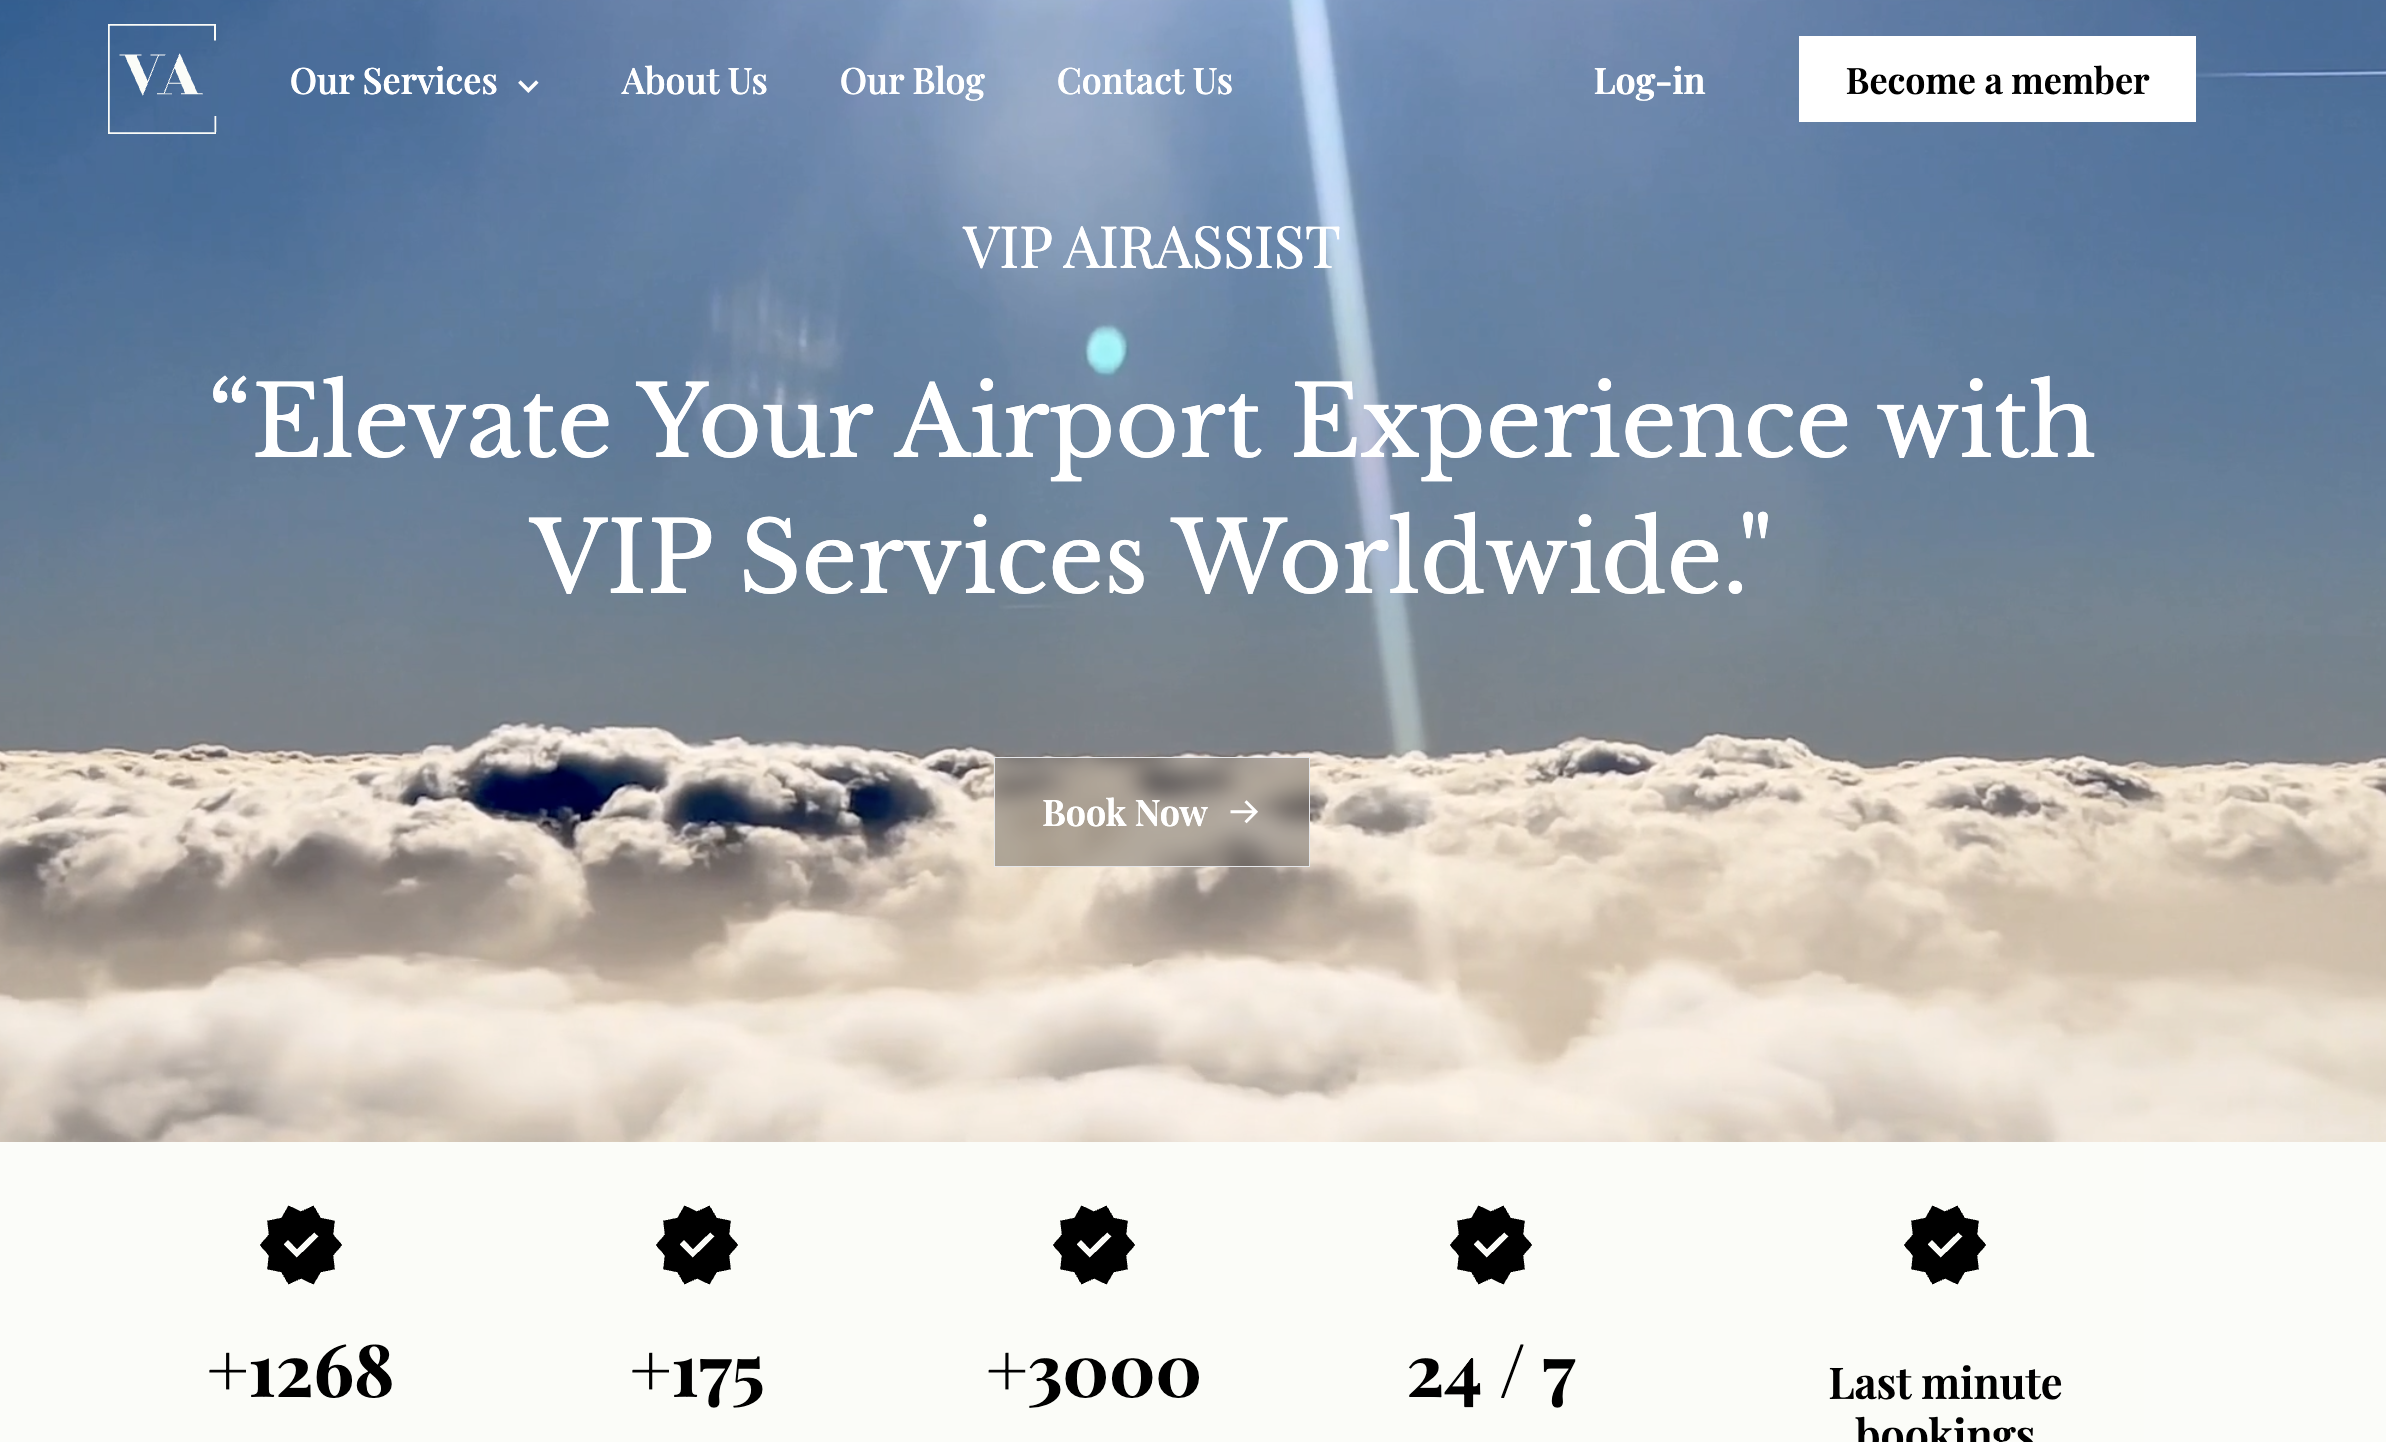 VA
Our Services
About Us
Our Blog
Contact Us
Log-in
Become a member
VIP AIRASSIST
“Elevate Your Airport Experience with
VIP Services Worldwide."
Book Now →
+1268
+175
+3000
24 / 7
Last minute
bookings